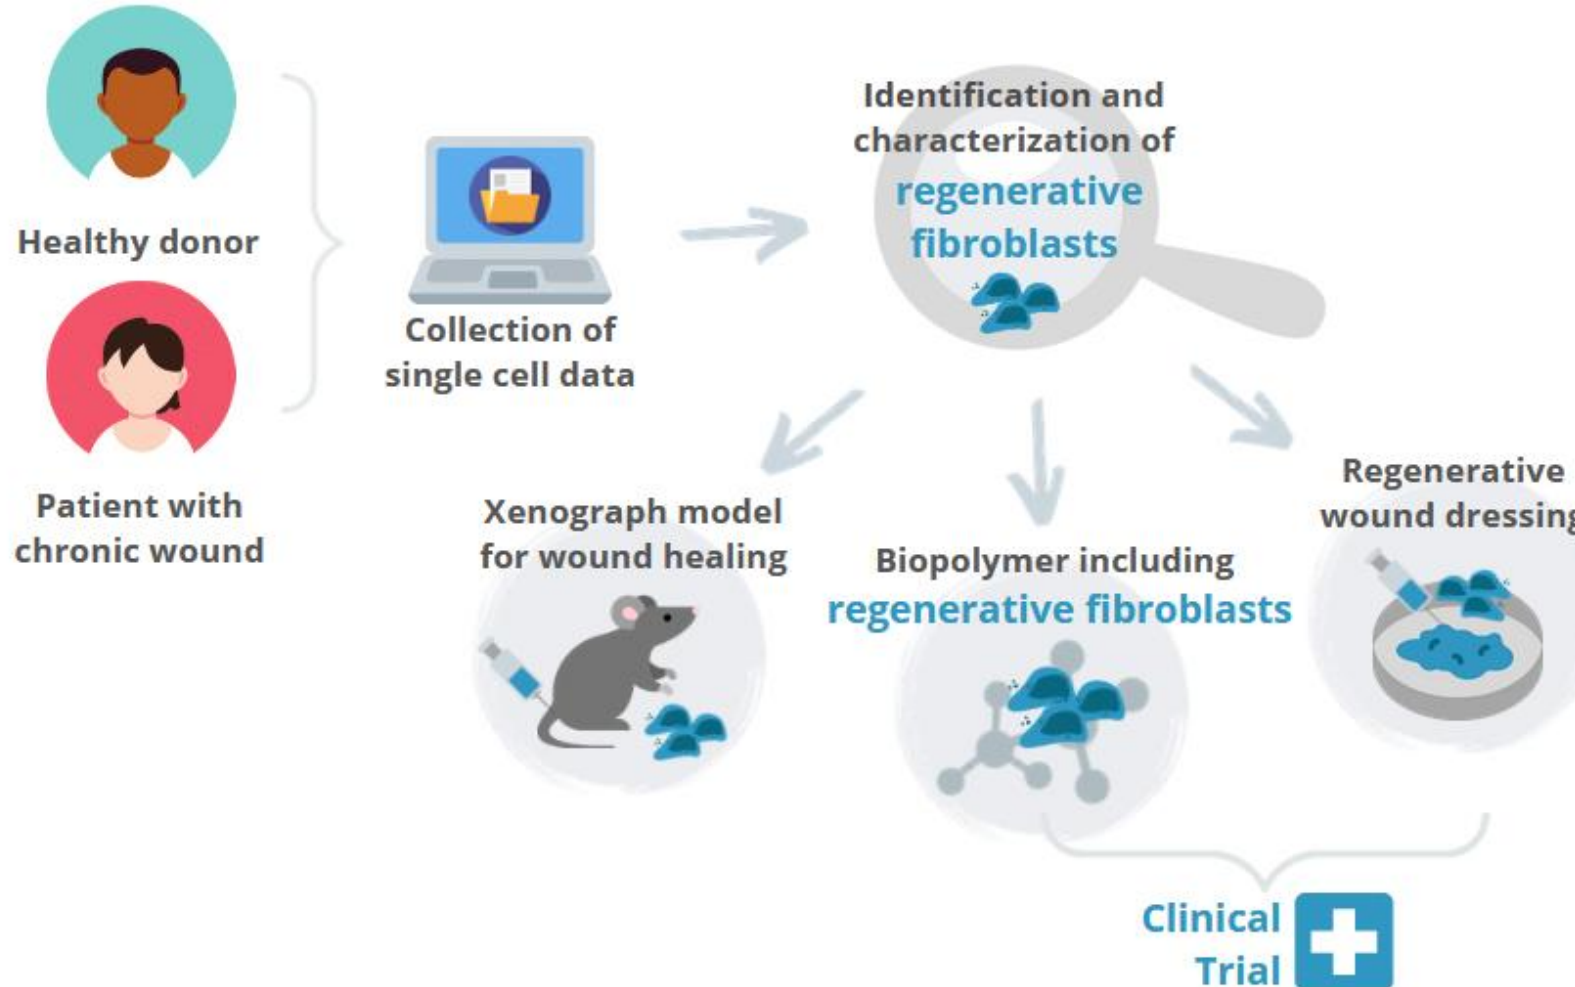 Healthy donor
Patient with
chronic wound
Collection of
single cell data
Identification and
characterization of
regenerative
fibroblasts
Xenograph model
for wound healing
Biopolymer including
regenerative fibroblasts
Regenerative
wound dressing
Clinical
Trial